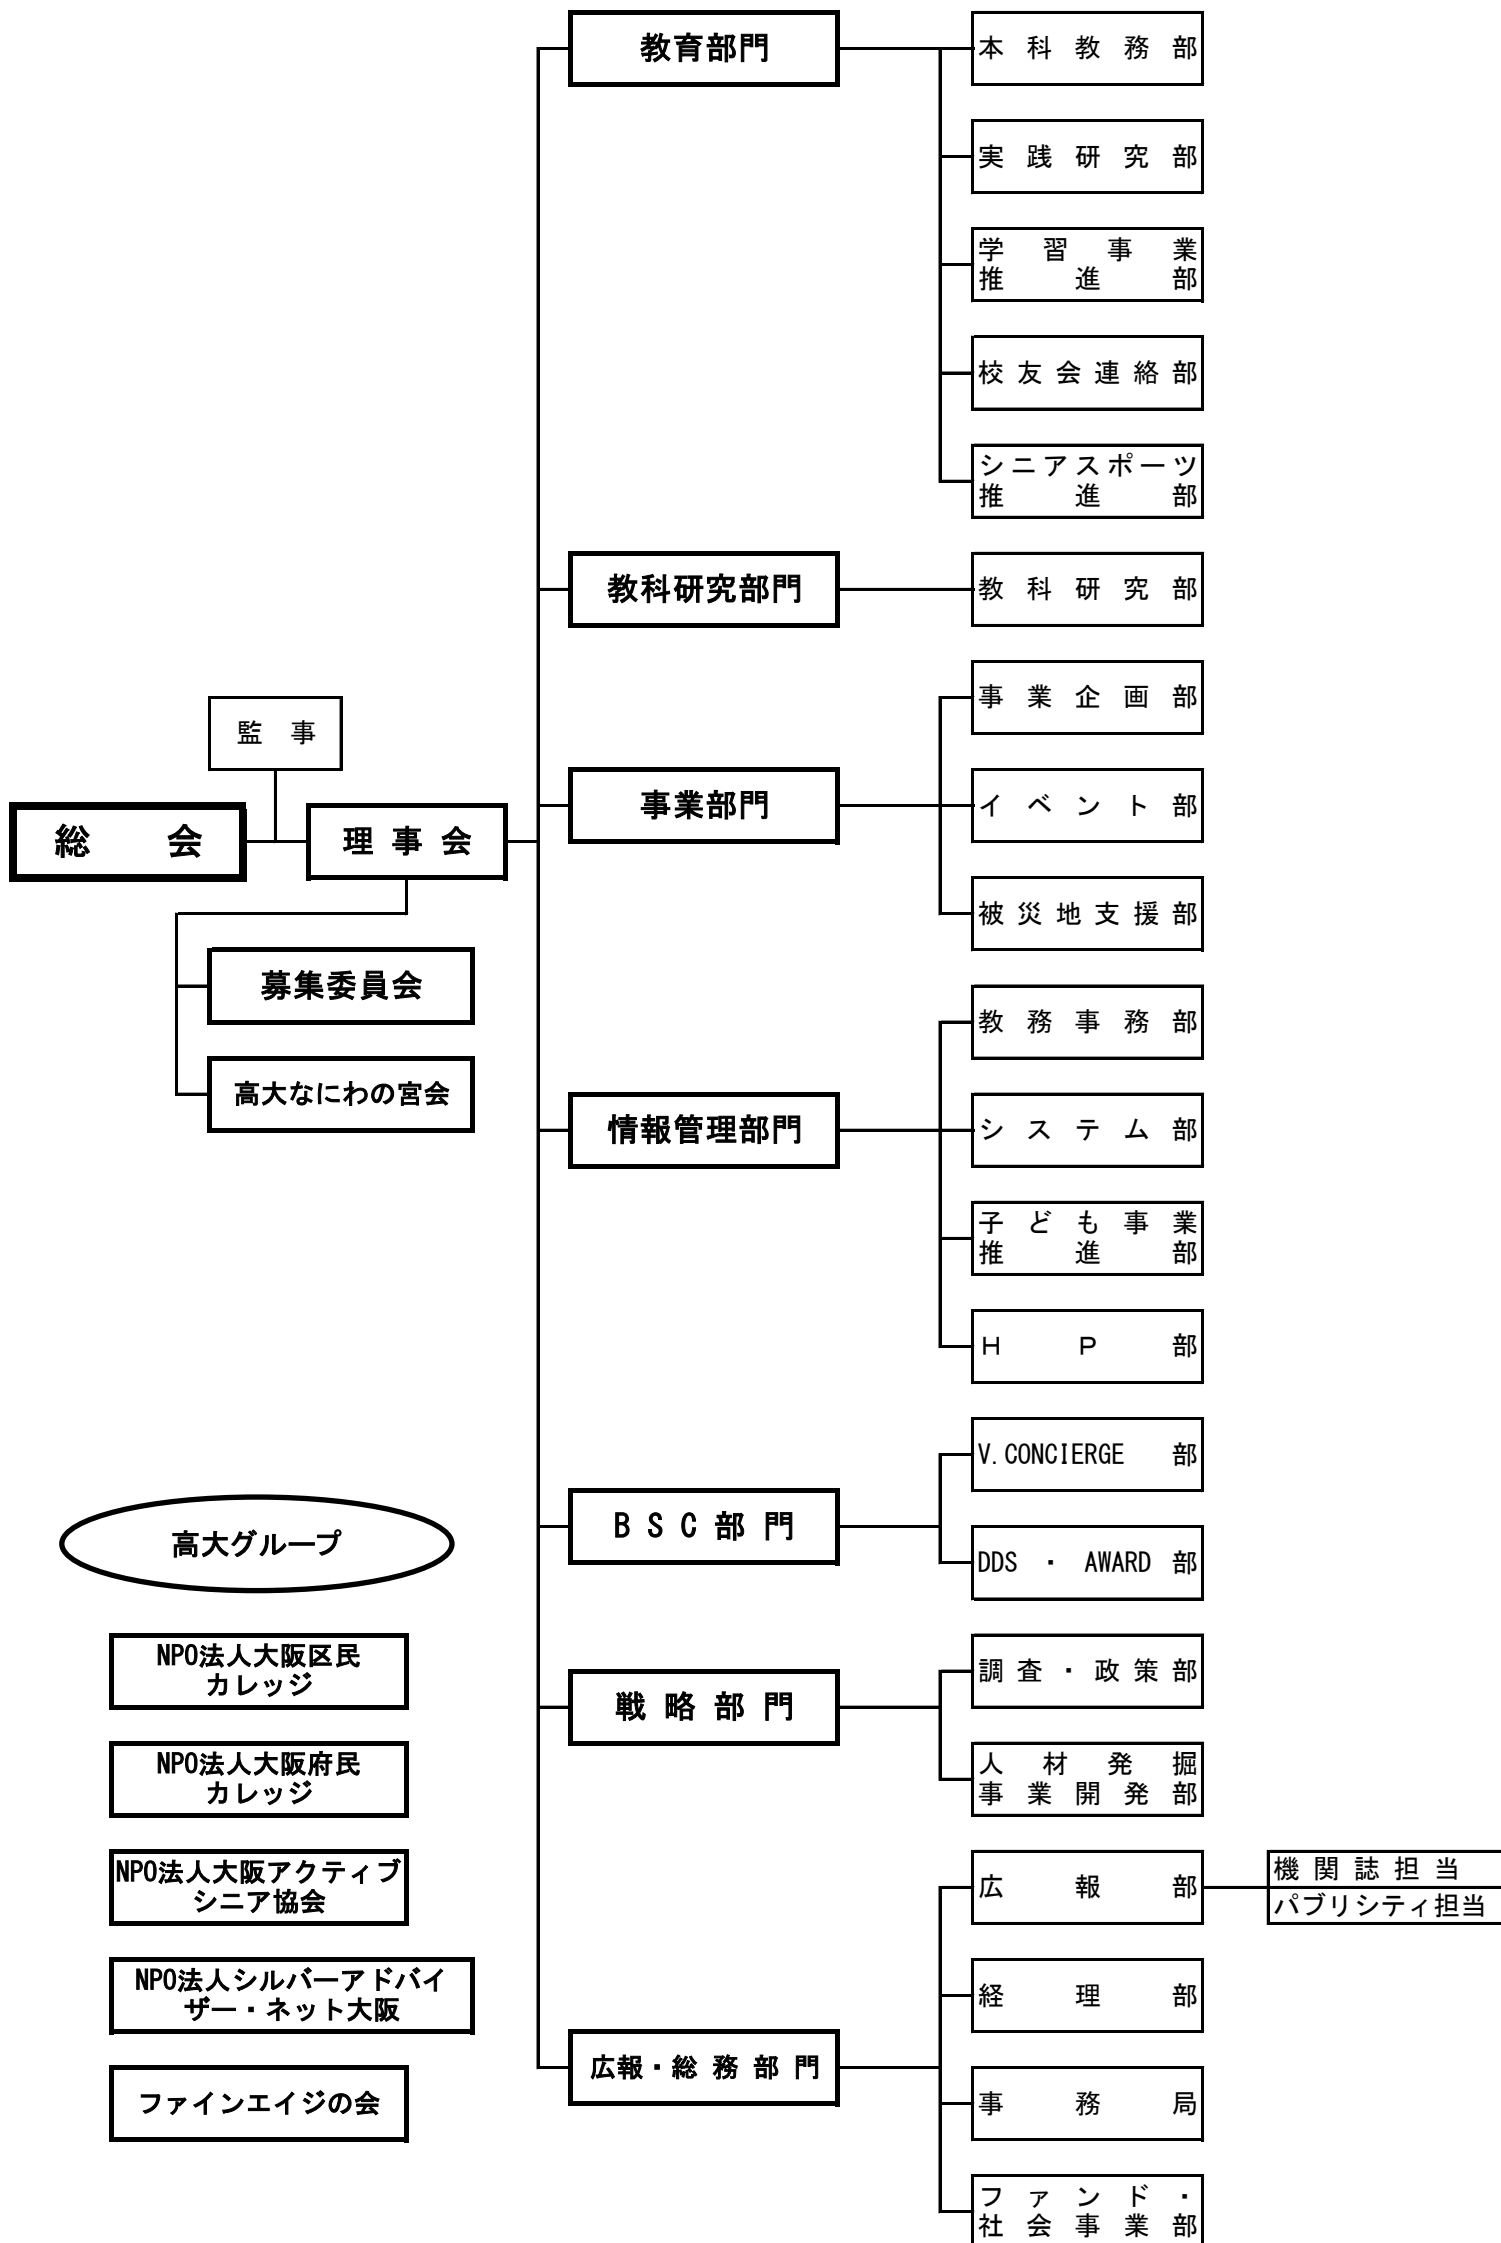 教育部門
本科教務部
実践研究部
学習事業
推進部
校友会連絡部
シニアスポーツ
推進部
教科研究部門
教科研究部
監事
総会
理事会
募集委員会
高大なにわの宮会
事業部門
事業企画部
イベント部
被災地支援部
情報管理部門
教務事務部
システム部
子ども事業
推進部
HP部
BSC部門
V.CONCIERGE 部
DDS・AWARD部
戦略部門
調査・政策部
人材発掘
事業開発部
広報・総務部門
広報部
機関誌担当
パブリシティ担当
経理部
事務局
ファンド・
社会事業部
高大グループ
NPO法人大阪区民
カレッジ
NPO法人大阪府民
カレッジ
NPO法人大阪アクティブ
シニア協会
NPO法人シルバーアドバイ
ザー・ネット大阪
ファインエイジの会